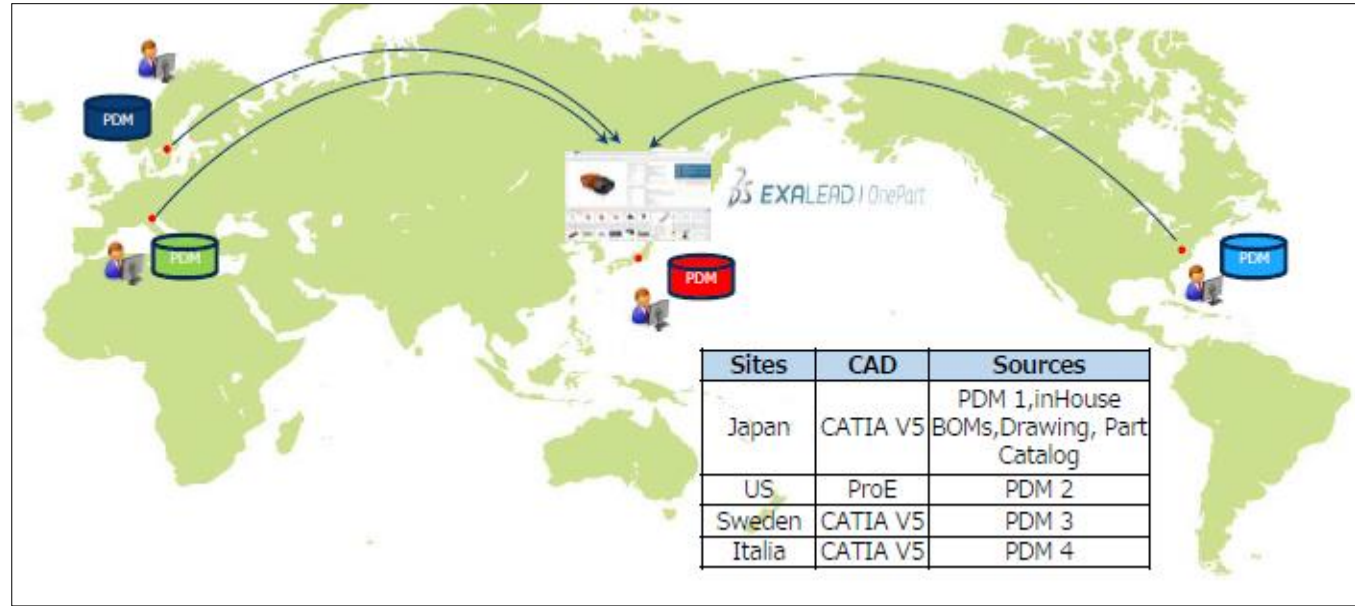 PDM
PDM
EXALEAD | OnePart
PDM
PDM
Sites CAD Sources
Japan CATIA V5 PDM 1,inHouse
BOMs,Drawing, Part
Catalog
US ProE PDM 2
Sweden CATIA V5 PDM 3
Italia CATIA V5 PDM 4